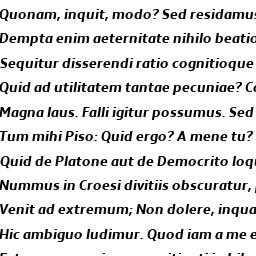 Quonam, inquit, modo? Sed residamus
Dempta enim aeternitate nihilo beatio
Sequitur disserendi ratio cognitioque
Quid ad utilitatem tantae pecuniae? Co
Magna laus. Falli igitur possumus. Sed
Tum mihi Piso: Quid ergo? A mene tu?
Quid de Platone aut de Democrito loqu
Nummus in Croesi divitiis obscuratur,
Venit ad extremum; Non dolere, inqua
Hic ambiguo ludimur. Quod iam a me e